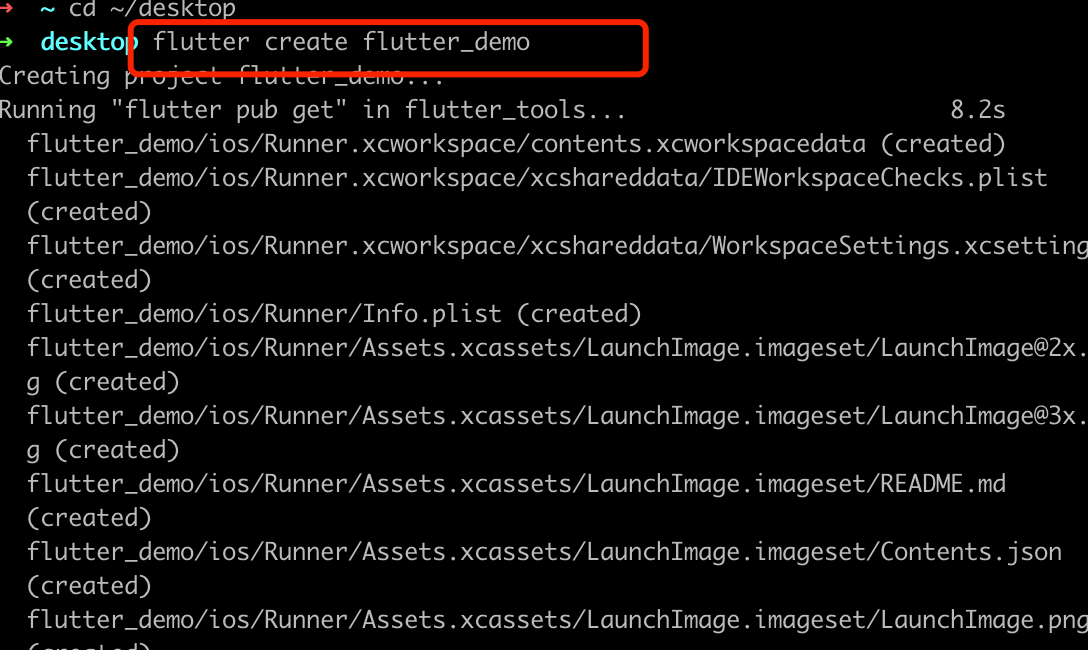 ➜ ~ cd ~/desktop
➜ desktop flutter create flutter_demo
Creating project flutter_demo...
Running "flutter pub get" in flutter_tools... 8.2s
flutter_demo/ios/Runner.xcworkspace/contents.xcworkspacedata (created)
flutter_demo/ios/Runner.xcworkspace/xcshareddata/IDEWorkspaceChecks.plist
(created)
flutter_demo/ios/Runner.xcworkspace/xcshareddata/WorkspaceSettings.xcsetting
(created)
flutter_demo/ios/Runner/Info.plist (created)
flutter_demo/ios/Runner/Assets.xcassets/LaunchImage.imageset/LaunchImage@2x.
g (created)
flutter_demo/ios/Runner/Assets.xcassets/LaunchImage.imageset/LaunchImage@3x.
g (created)
flutter_demo/ios/Runner/Assets.xcassets/LaunchImage.imageset/README.md
(created)
flutter_demo/ios/Runner/Assets.xcassets/LaunchImage.imageset/Contents.json
(created)
flutter_demo/ios/Runner/Assets.xcassets/LaunchImage.imageset/LaunchImage.png
(created)